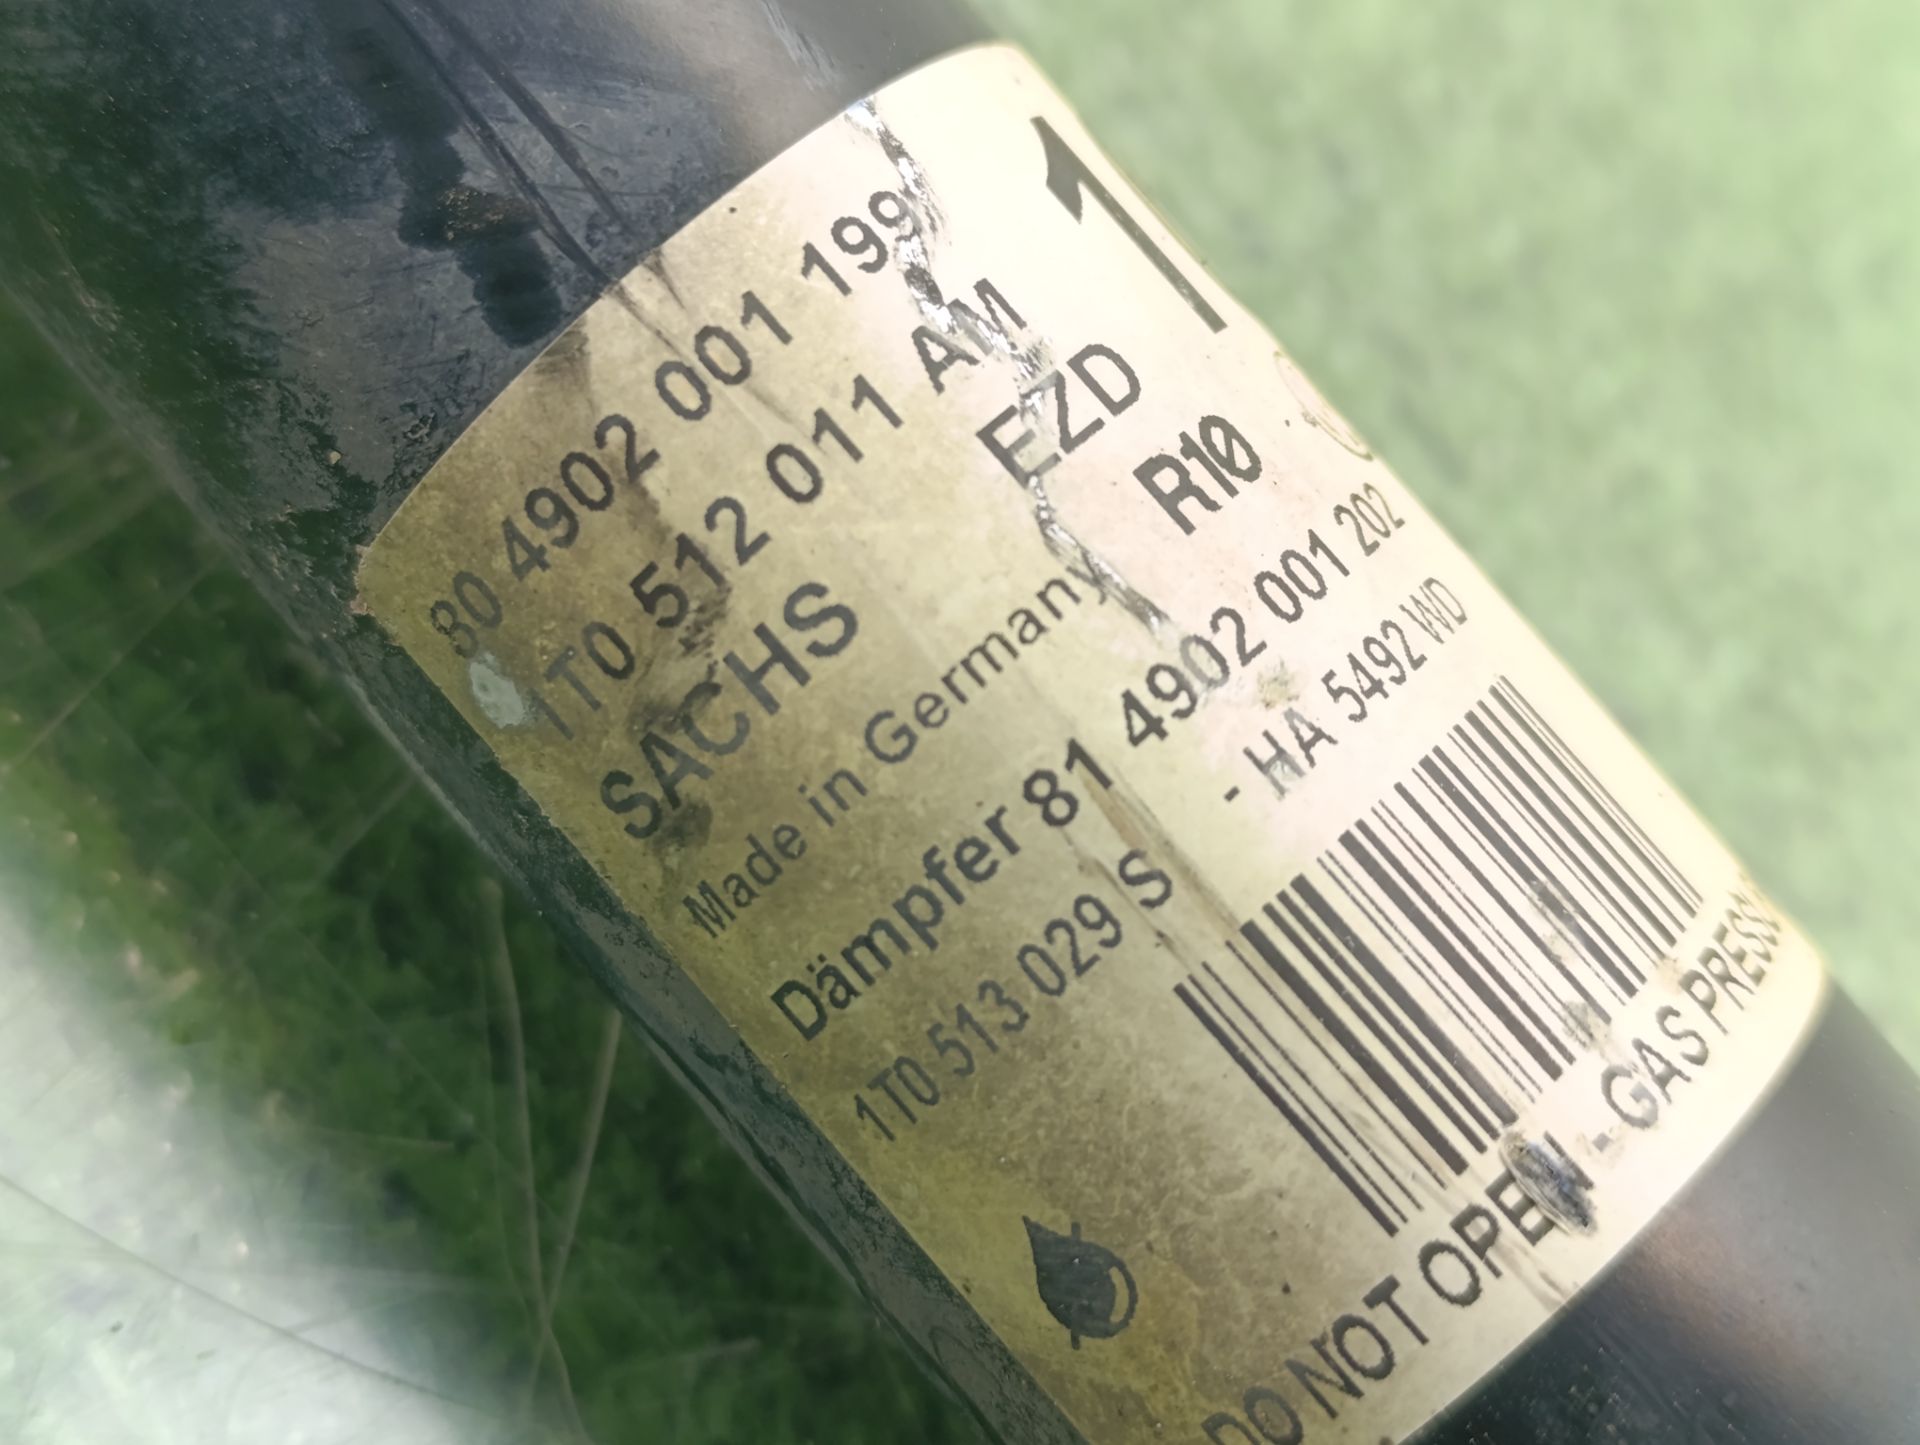 1
80 4902 001 199
1T0 512 011 AM
SACHS EZD
Made in Germany R10
Dämpfer 81 4902 001 202
1T0 513 029 S - HA 5492 WD
DO NOT OPEN - GAS